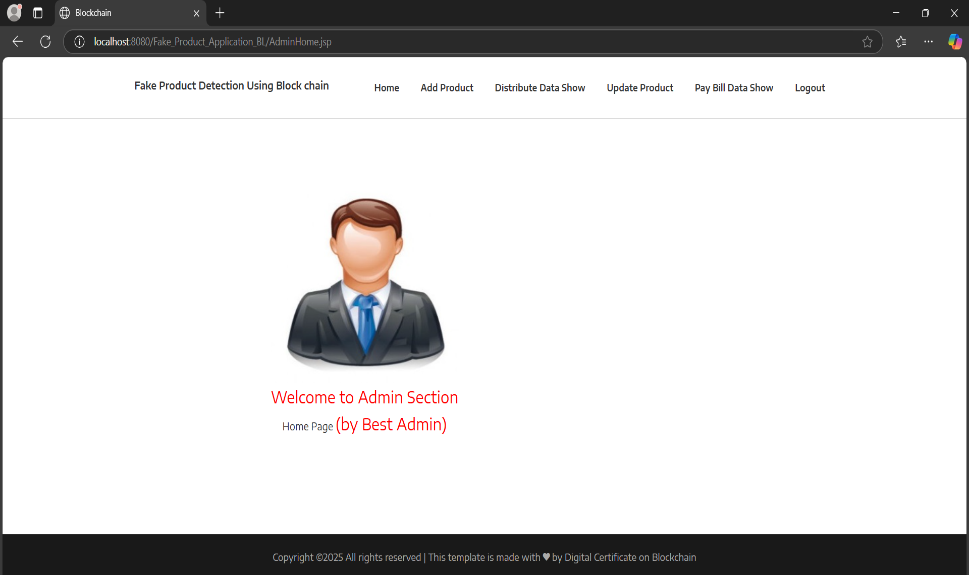 Blockchain
localhost:8080/Fake_Product_Application_BL/AdminHome.jsp
Fake Product Detection Using Block chain
Home Add Product Distribute Data Show Update Product Pay Bill Data Show Logout
Welcome to Admin Section
Home Page (by Best Admin)
Copyright ©2025 All rights reserved | This template is made with ♥ by Digital Certificate on Blockchain